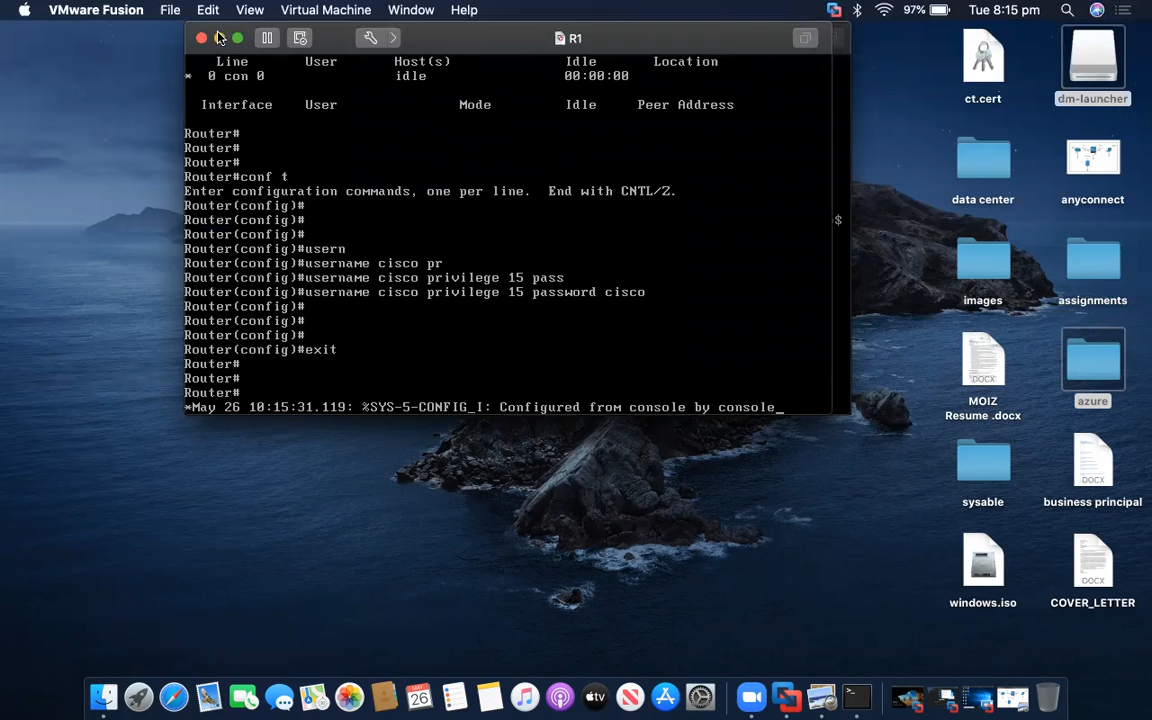 VMware Fusion File Edit View Virtual Machine Window Help 97% Tue 8:15 pm
R1
Line User Host(s) Idle Location
* 0 con 0 idle 00:00:00
Interface User Mode Idle Peer Address
Router#
Router#
Router#
Router#conf t
Enter configuration commands, one per line. End with CNTL/Z.
Router(config)#
Router(config)#
Router(config)#
Router(config)#usern
Router(config)#username cisco pr
Router(config)#username cisco privilege 15 pass
Router(config)#username cisco privilege 15 password cisco
Router(config)#
Router(config)#
Router(config)#
Router(config)#exit
Router#
Router#
Router#
*May 26 10:15:31.119: %SYS-5-CONFIG_I: Configured from console by console_
$
ct.cert
dm-launcher
data center
anyconnect
images
assignments
MOIZ
Resume .docx
azure
sysable
DOCX
business principal
windows.iso
DOCX
COVER_LETTER
DOCX
26
tv